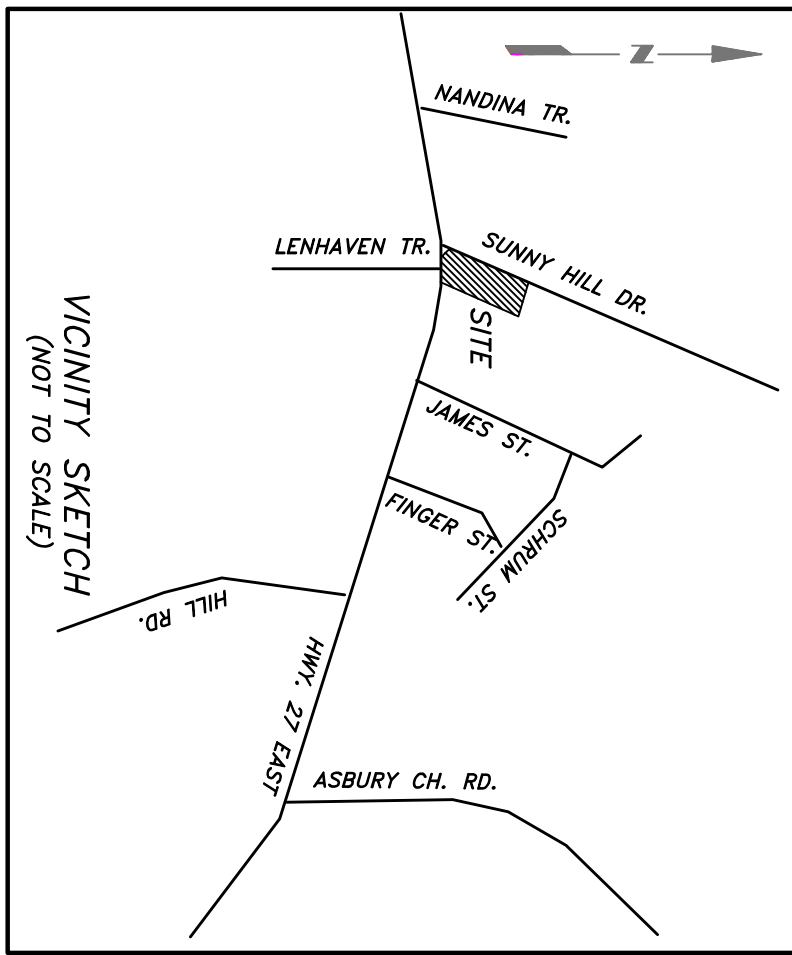 N
NANDINA TR.
LENHAVEN TR.
SUNNY HILL DR.
SITE
JAMES ST.
FINGER ST.
SCHRUM ST.
HILL RD.
HWY. 27 EAST
ASBURY CH. RD.
VICINITY SKETCH
(NOT TO SCALE)